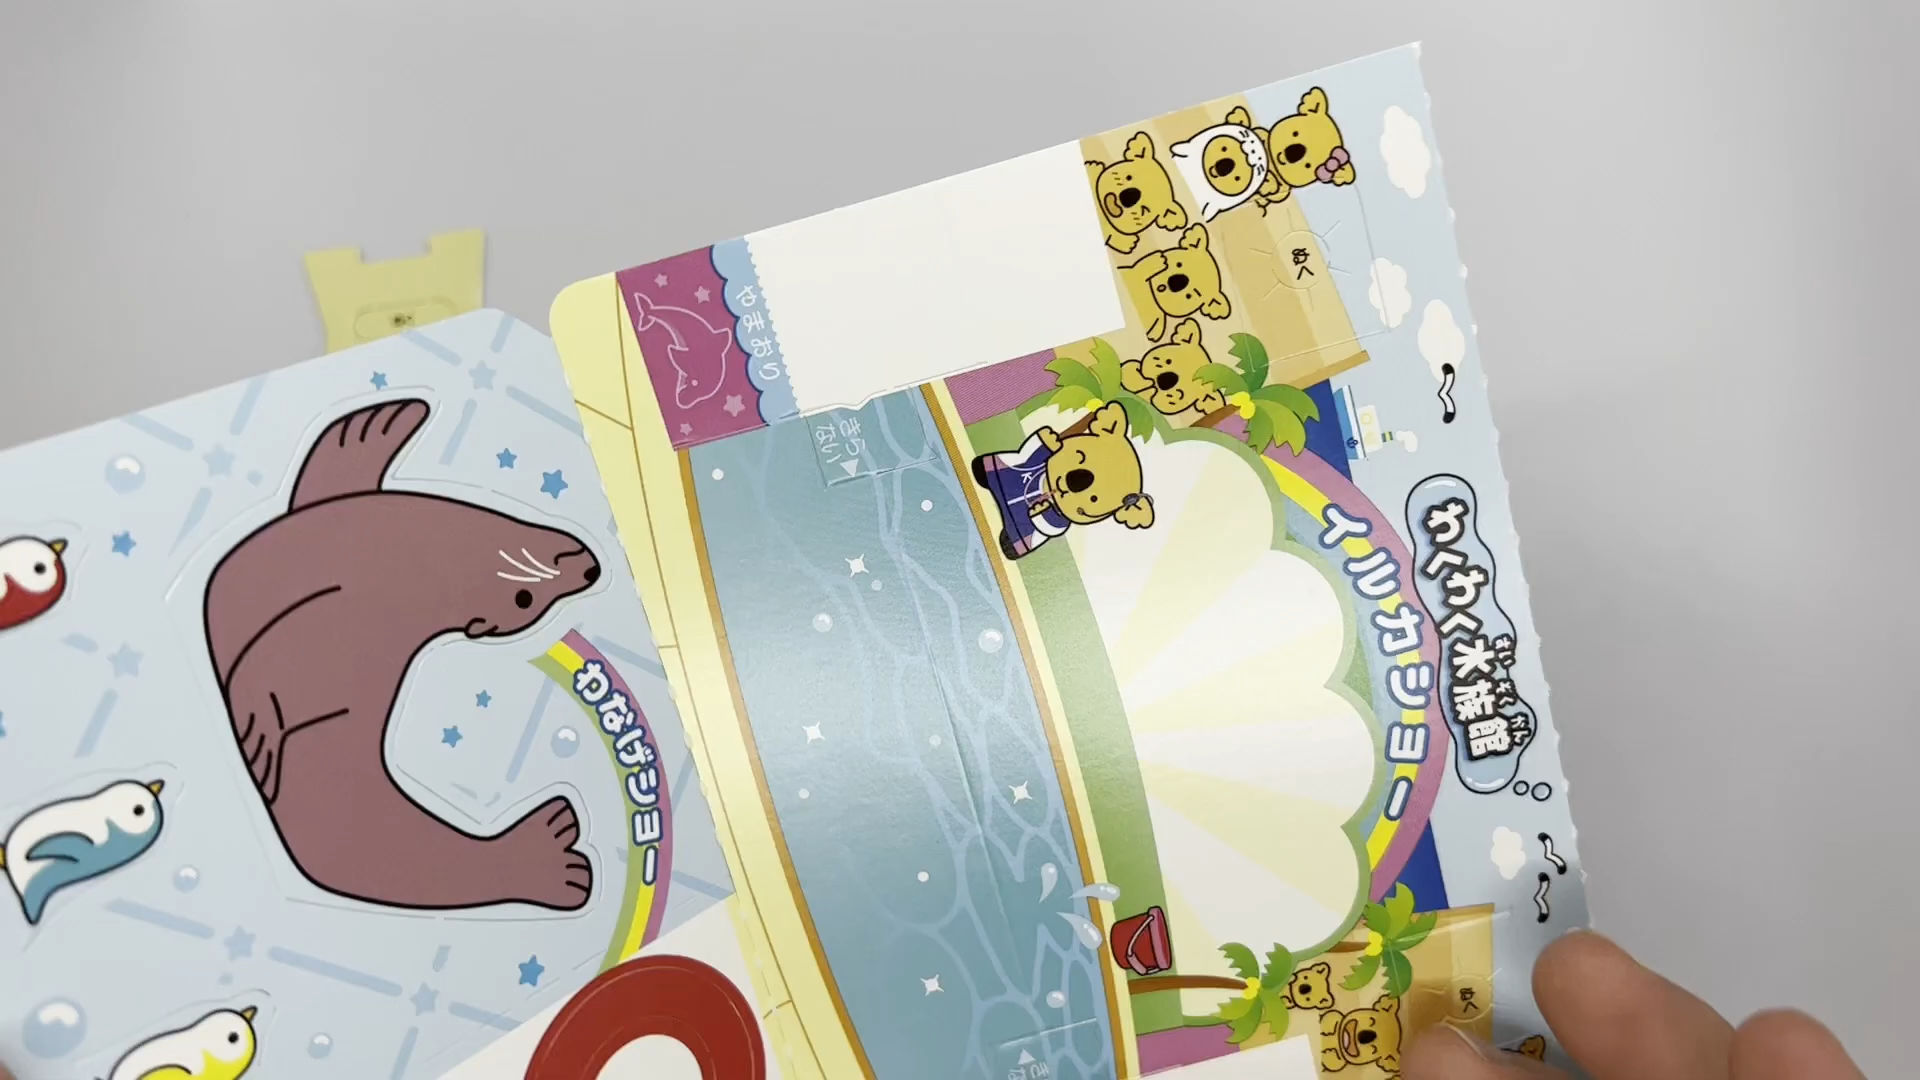 わくわく水族館
すいぞくかん
イルカショー
わなげショー
やまおり
きらない
ぬく
ぬく
K